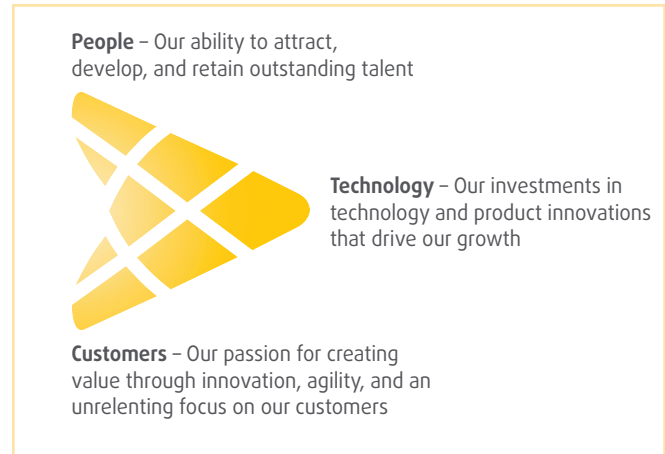 People – Our ability to attract,
develop, and retain outstanding talent
Technology – Our investments in
technology and product innovations
that drive our growth
Customers – Our passion for creating
value through innovation, agility, and an
unrelenting focus on our customers